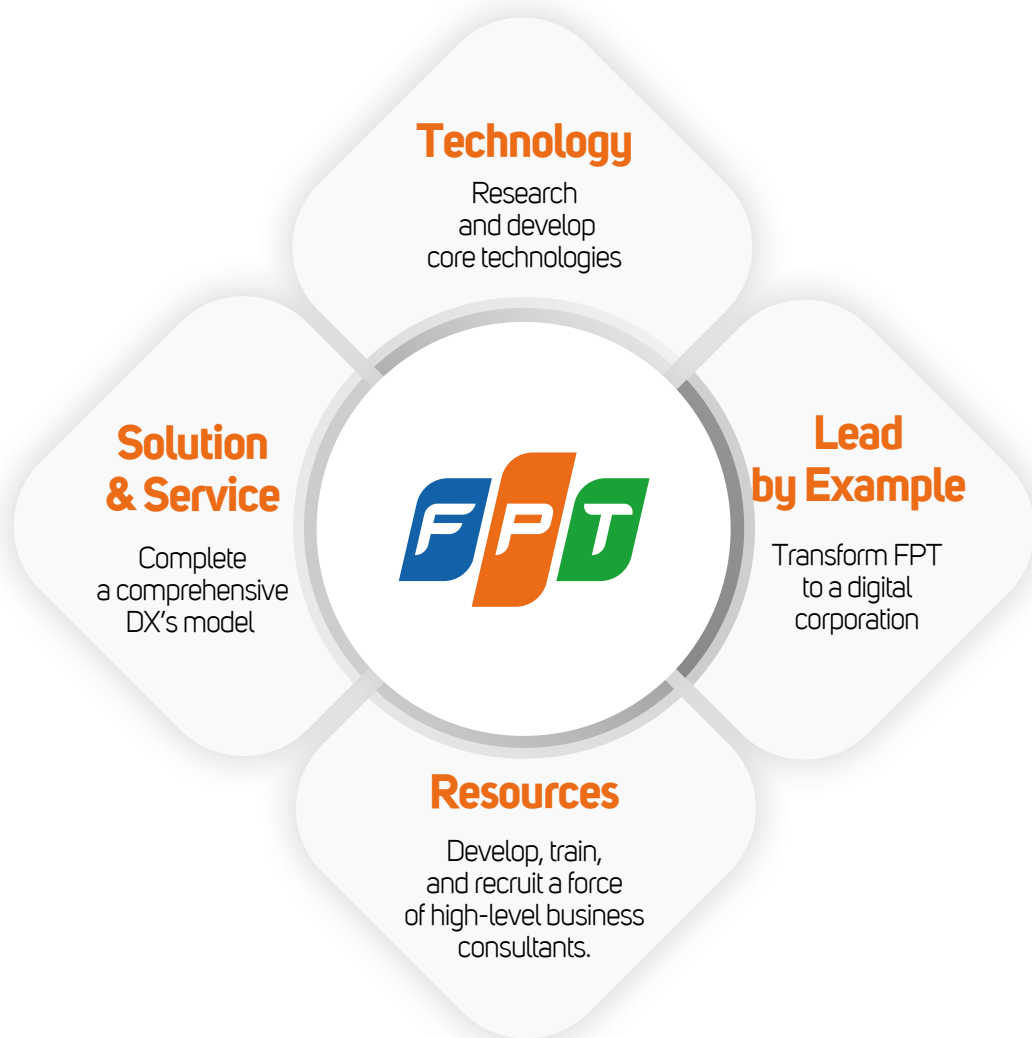 Technology
Research
and develop
core technologies
Solution
& Service
Complete
a comprehensive
DX's model
FPT
Lead
by Example
Transform FPT
to a digital
corporation
Resources
Develop, train,
and recruit a force
of high-level business
consultants.